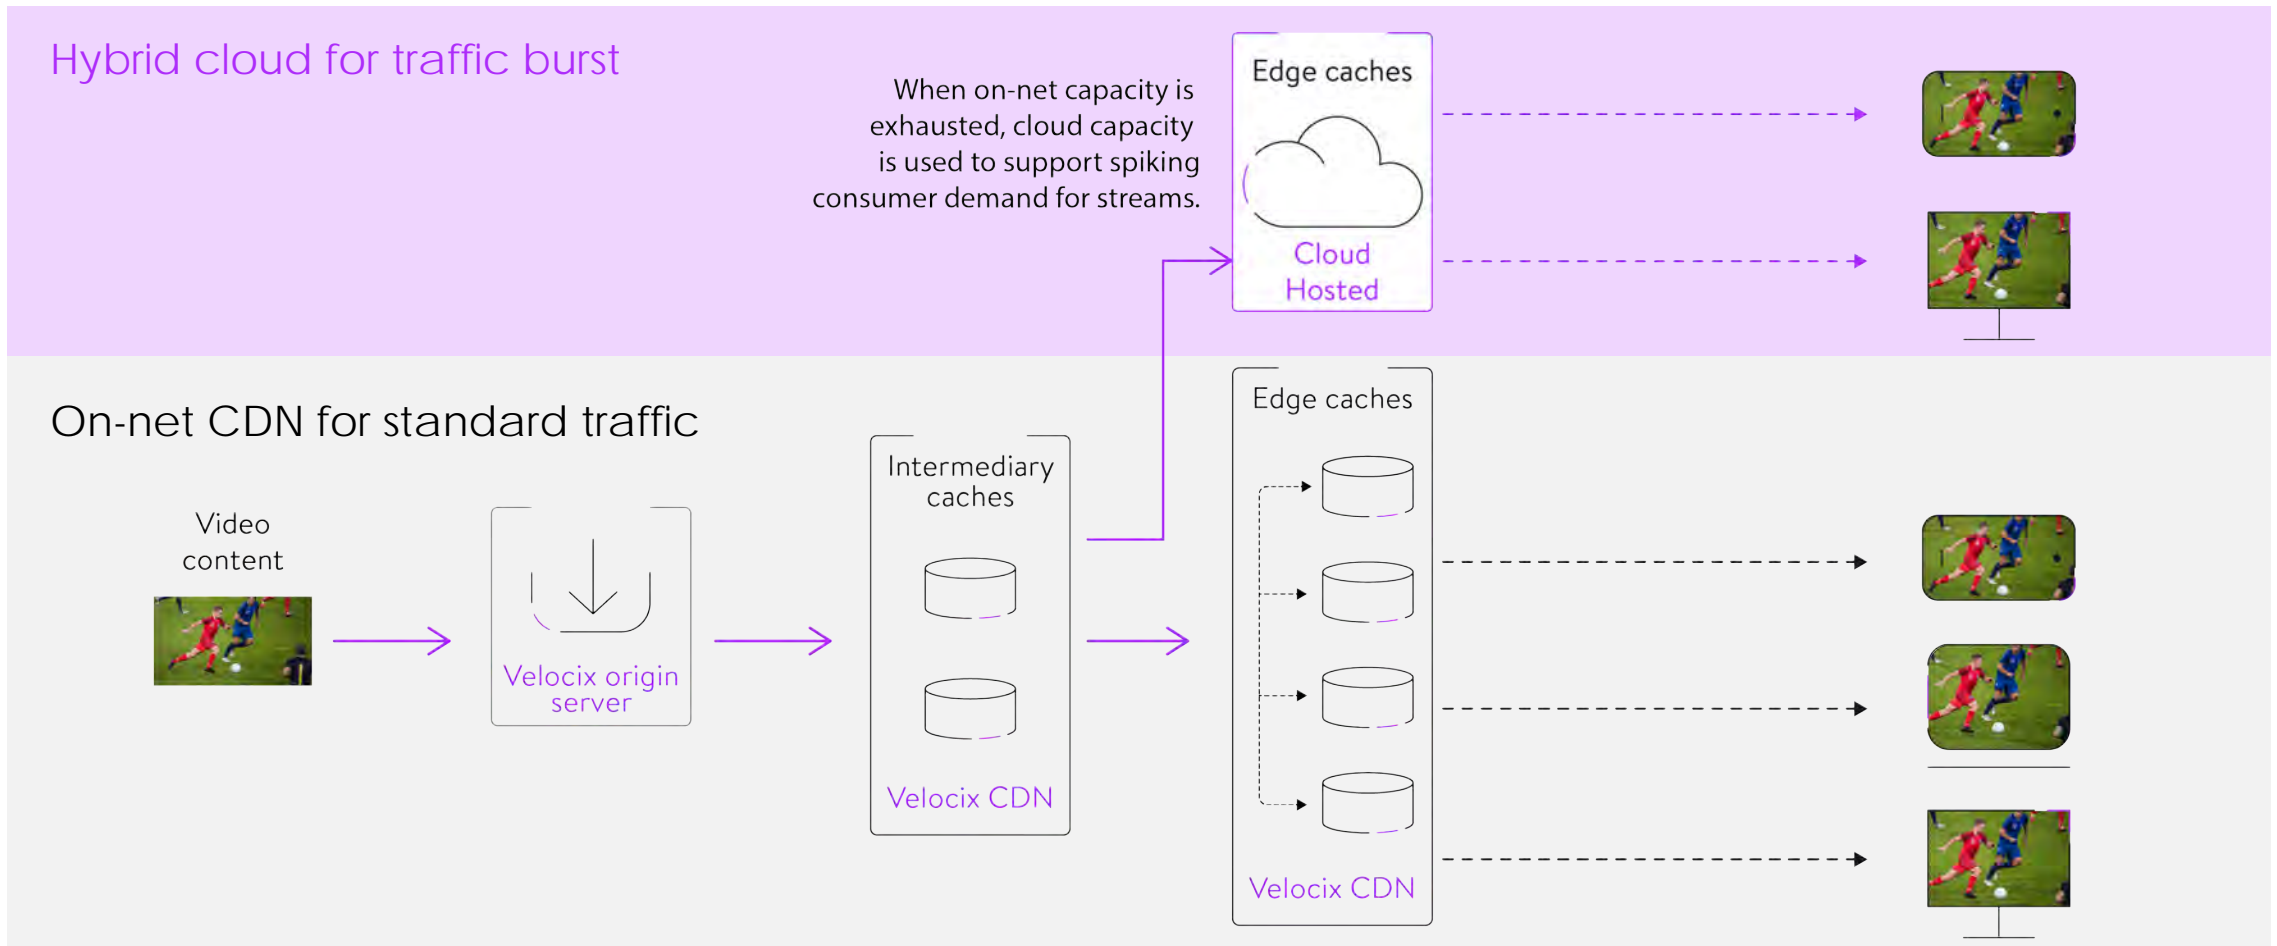 Hybrid cloud for traffic burst
When on-net capacity is
exhausted, cloud capacity
is used to support spiking
consumer demand for streams.
Edge caches
Cloud
Hosted
On-net CDN for standard traffic
Video
content
Velocix origin
server
Intermediary
caches
Velocix CDN
Edge caches
Velocix CDN